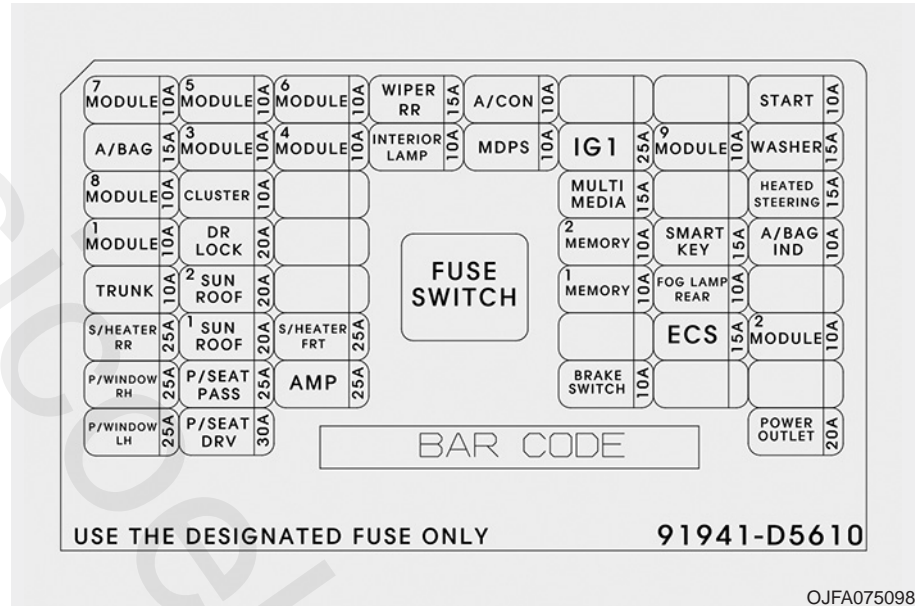 7 MODULE 10A 5 MODULE 10A 6 MODULE 10A WIPER RR 15A A/CON 10A START 10A
A/BAG 15A 3 MODULE 10A 4 MODULE 10A INTERIOR LAMP 10A MDPS 10A IG1 25A 9 MODULE 10A WASHER 15A
8 MODULE 10A CLUSTER 10A MULTI MEDIA 15A HEATED STEERING 15A
1 MODULE 10A DR LOCK 20A 2 MEMORY 10A SMART KEY 15A A/BAG IND 10A
TRUNK 10A 2 SUN ROOF 20A 1 MEMORY 10A FOG LAMP REAR 10A
FUSE
SWITCH
S/HEATER RR 25A 1 SUN ROOF 20A S/HEATER FRT 25A ECS 15A 2 MODULE 10A
P/WINDOW RH 25A P/SEAT PASS 25A AMP 25A BRAKE SWITCH 10A
P/WINDOW LH 25A P/SEAT DRV 30A POWER OUTLET 20A
BAR CODE
USE THE DESIGNATED FUSE ONLY 91941-D5610
OJFA075098